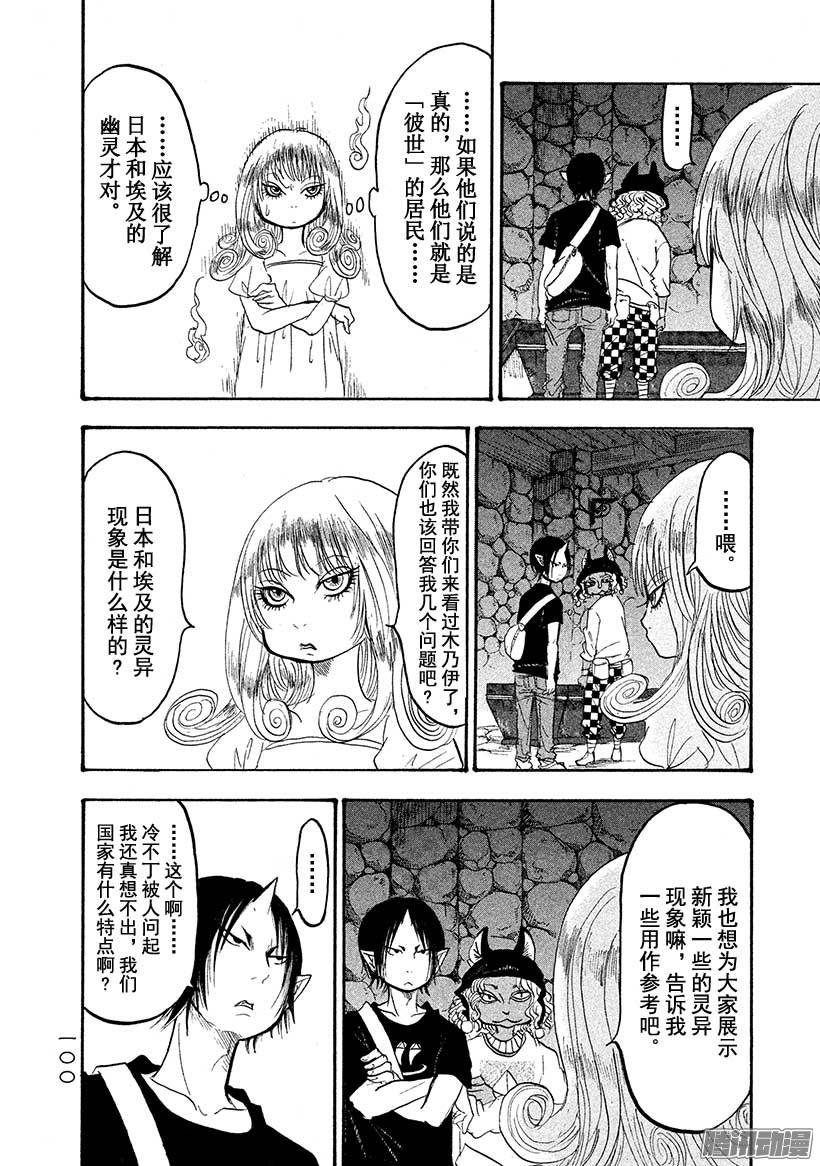 ……
……如果他们说的是
真的，那么他们就是
「彼世」的居民……
……应该很了解
日本和埃及的
幽灵才对。
……喂。
既然我带你们来看过木乃伊了，
你们也该回答我几个问题吧？
日本和埃及的灵异
现象是什么样的？
我也想为大家展示
新颖一些的灵异
现象嘛，告诉我
一些用作参考吧。
……
……这个啊……
冷不丁被人问起
我还真想不出，我们
国家有什么特点啊？
100
腾讯动漫